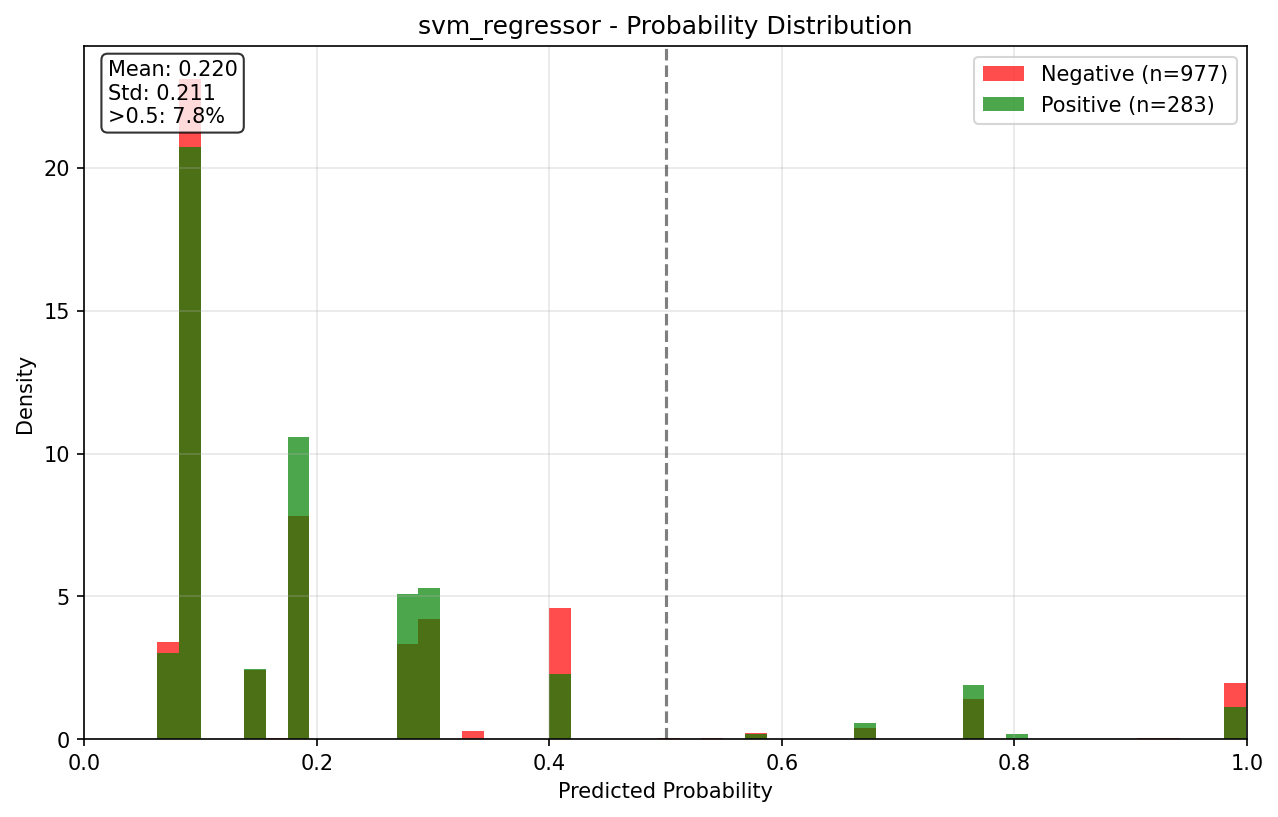 svm_regressor - Probability Distribution
Mean: 0.220
Std: 0.211
>0.5: 7.8%
Negative (n=977)
Positive (n=283)
Density
20
15
10
5
0
0.0 0.2 0.4 0.6 0.8 1.0
Predicted Probability